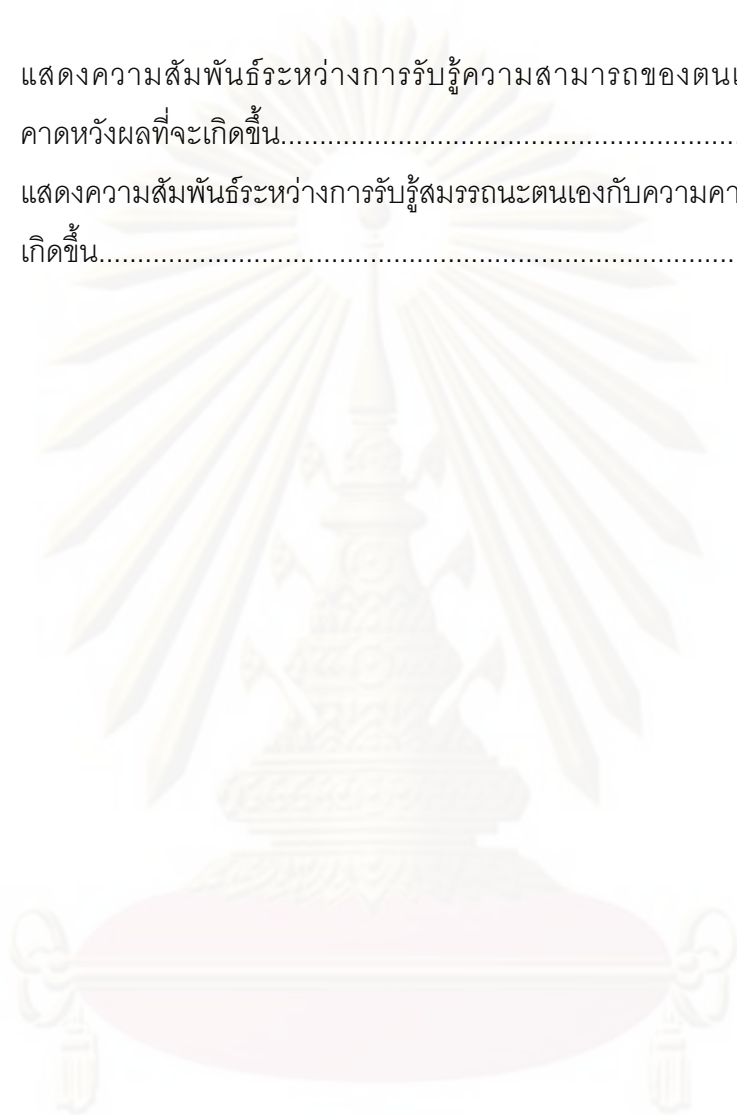 แสดงความสัมพันธ์ระหว่างการรับรู้ความสามารถของตนเ
คาดหวังผลที่จะเกิดขึ้น............................................................
แสดงความสัมพันธ์ระหว่างการรับรู้สมรรถนะตนเองกับความคา
เกิดขึ้น..................................................................................